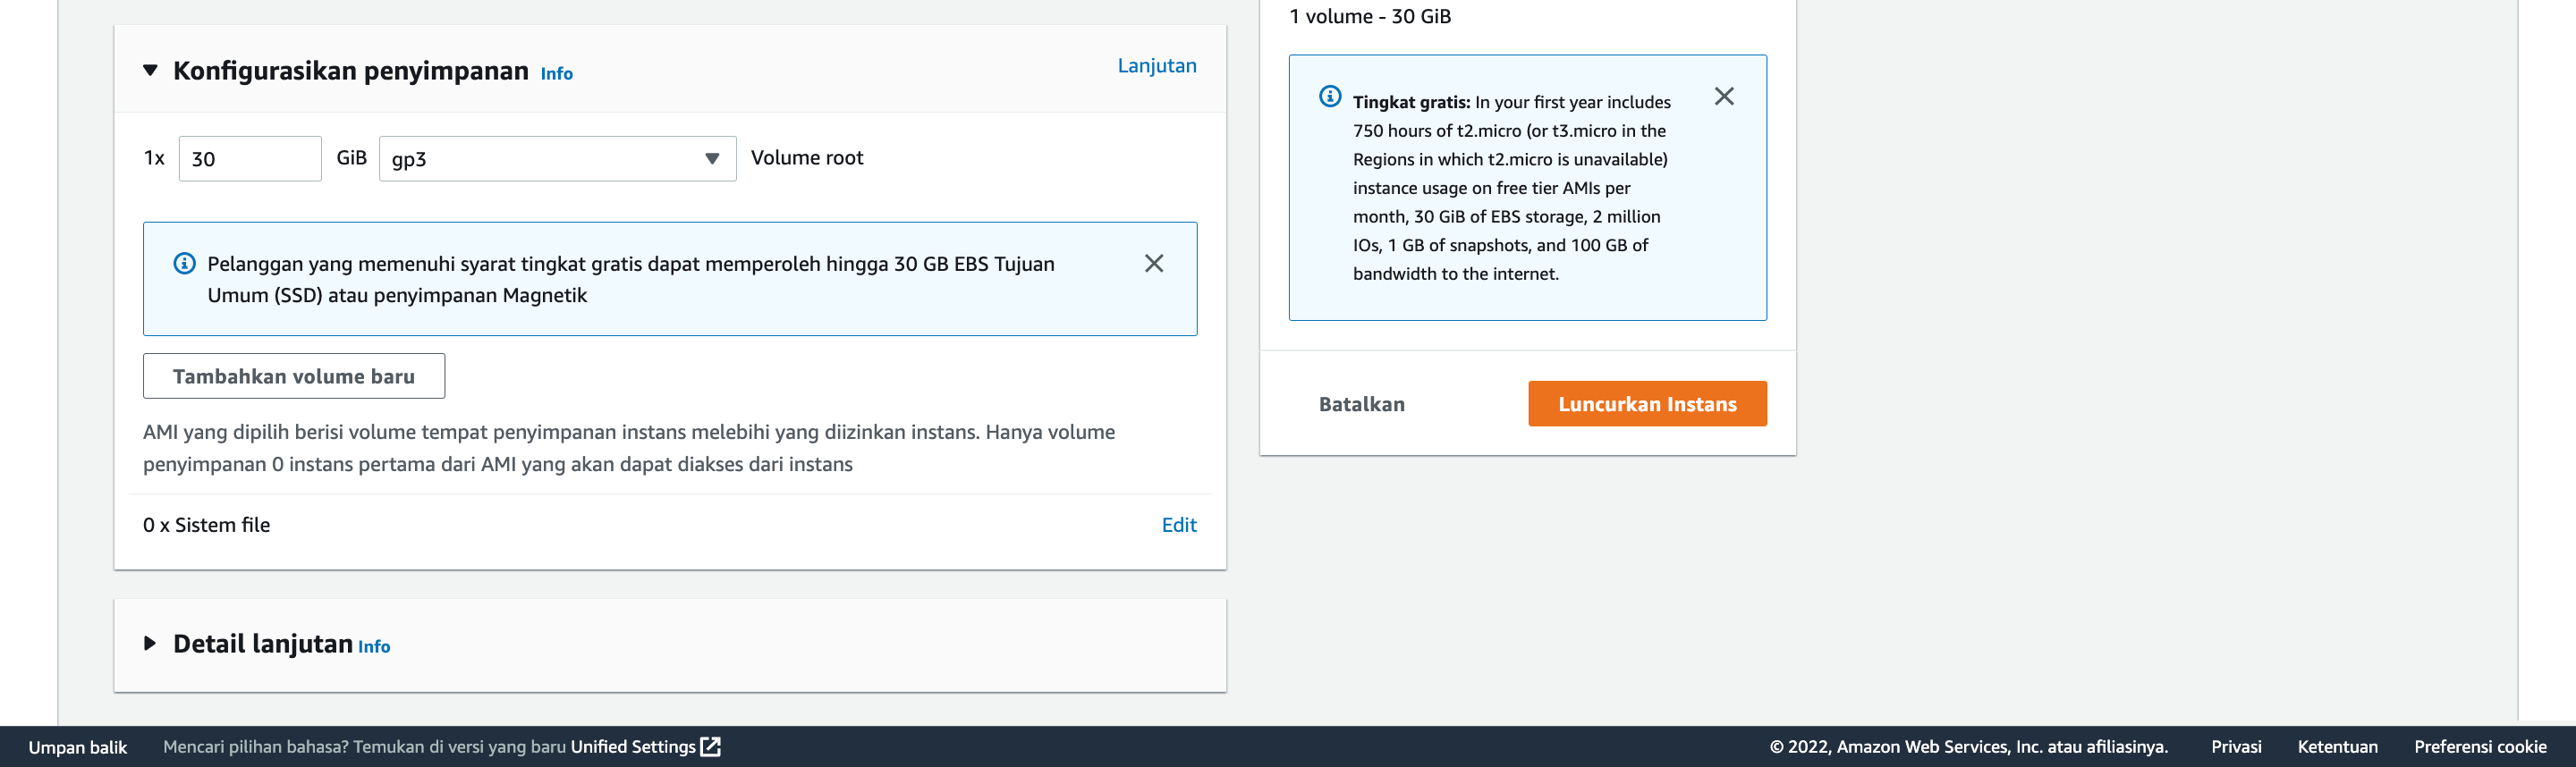 Konfigurasikan penyimpanan Info
Lanjutan
1x 30 GiB gp3 Volume root
Pelanggan yang memenuhi syarat tingkat gratis dapat memperoleh hingga 30 GB EBS Tujuan
Umum (SSD) atau penyimpanan Magnetik
Tambahkan volume baru
AMI yang dipilih berisi volume tempat penyimpanan instans melebihi yang diizinkan instans. Hanya volume
penyimpanan 0 instans pertama dari AMI yang akan dapat diakses dari instans
0 x Sistem file
Edit
Detail lanjutan Info
1 volume - 30 GiB
Tingkat gratis: In your first year includes
750 hours of t2.micro (or t3.micro in the
Regions in which t2.micro is unavailable)
instance usage on free tier AMIs per
month, 30 GiB of EBS storage, 2 million
IOs, 1 GB of snapshots, and 100 GB of
bandwidth to the internet.
Batalkan
Luncurkan Instans
Umpan balik
Mencari pilihan bahasa? Temukan di versi yang baru Unified Settings
© 2022, Amazon Web Services, Inc. atau afiliasinya.
Privasi
Ketentuan
Preferensi cookie